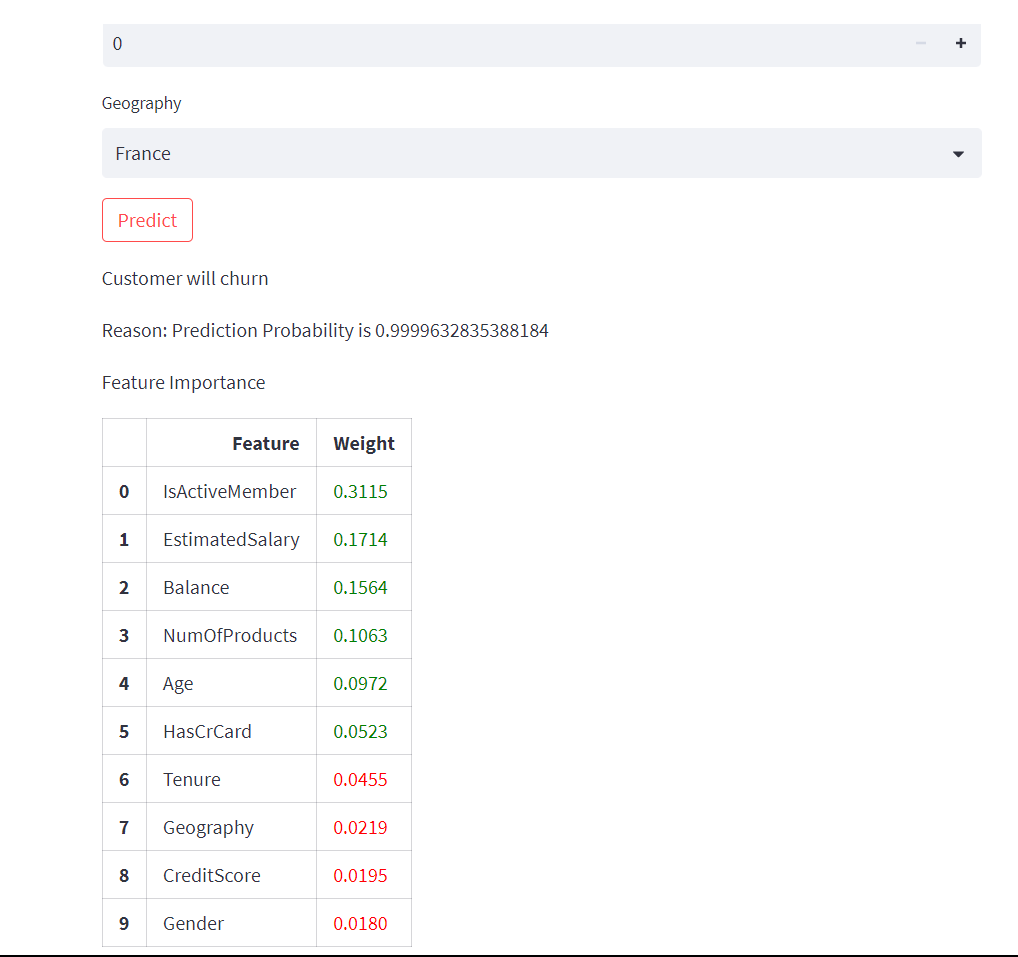 0
Geography
France
Predict
Customer will churn
Reason: Prediction Probability is 0.9999632835388184
Feature Importance
Feature Weight
0 IsActiveMember 0.3115
1 EstimatedSalary 0.1714
2 Balance 0.1564
3 NumOfProducts 0.1063
4 Age 0.0972
5 HasCrCard 0.0523
6 Tenure 0.0455
7 Geography 0.0219
8 CreditScore 0.0195
9 Gender 0.0180